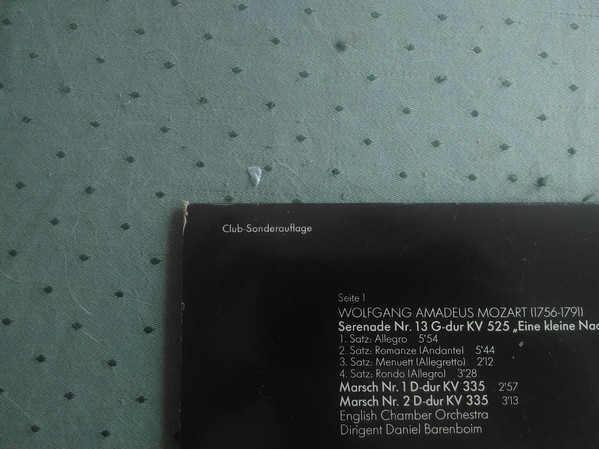 Club-Sonderauflage
Seite 1
WOLFGANG AMADEUS MOZART (1756-1791)
Serenade Nr. 13 G-dur KV 525 „Eine kleine Nac
1. Satz: Allegro 5'54
2. Satz: Romanze (Andante) 5'44
3. Satz: Menuett (Allegretto) 2'12
4. Satz: Rondo (Allegro) 3'28
Marsch Nr. 1 D-dur KV 335 2'57
Marsch Nr. 2 D-dur KV 335 3'13
English Chamber Orchestra
Dirigent Daniel Barenboim